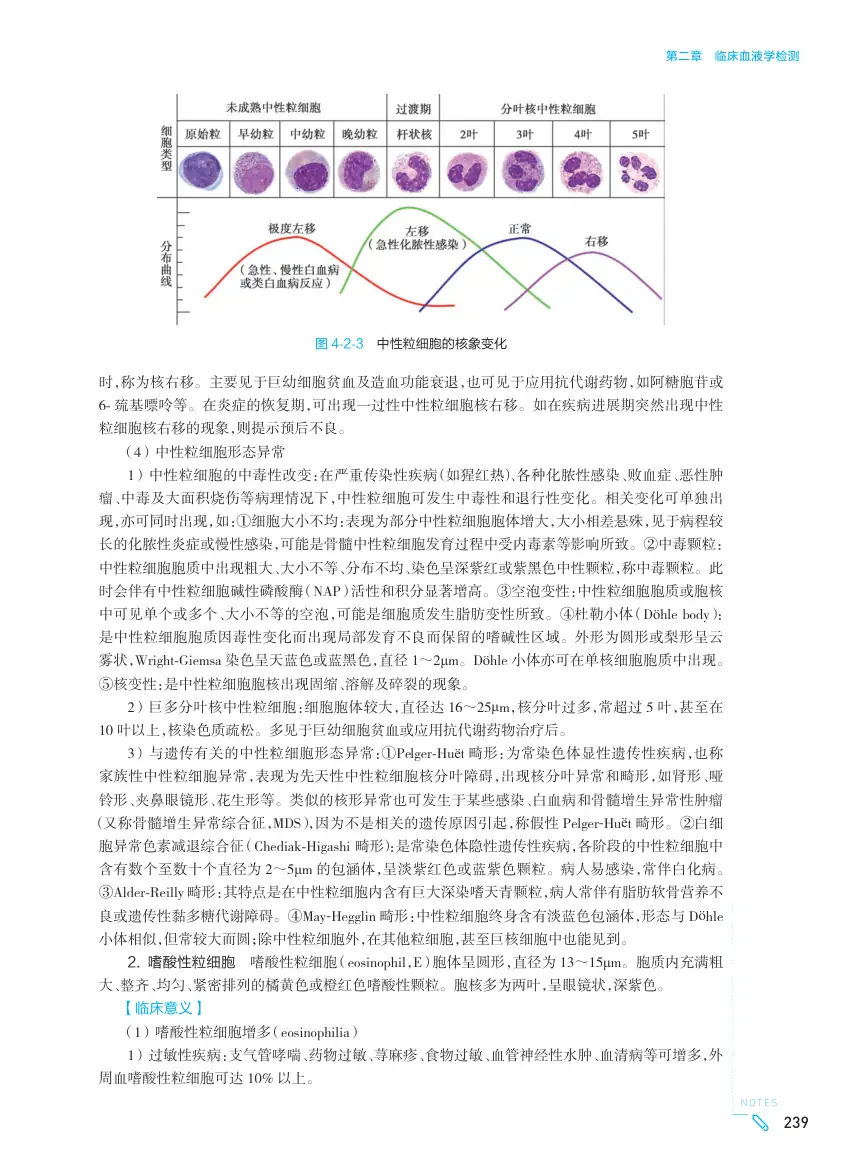 第二章 临床血液学检测
未成熟中性粒细胞 过渡期 分叶核中性粒细胞
细胞类型
原始粒 早幼粒 中幼粒 晚幼粒 杆状核 2叶 3叶 4叶 5叶
分布曲线
极度左移
（急性、慢性白血病
或类白血病反应）
左移
（急性化脓性感染）
正常
右移
图 4-2-3 中性粒细胞的核象变化
时，称为核右移。主要见于巨幼细胞贫血及造血功能衰退，也可见于应用抗代谢药物，如阿糖胞苷或
6- 巯基嘌呤等。在炎症的恢复期，可出现一过性中性粒细胞核右移。如在疾病进展期突然出现中性
粒细胞核右移的现象，则提示预后不良。
（4）中性粒细胞形态异常
1）中性粒细胞的中毒性改变：在严重传染性疾病（如猩红热）、各种化脓性感染、败血症、恶性肿
瘤、中毒及大面积烧伤等病理情况下，中性粒细胞可发生中毒性和退行性变化。相关变化可单独出
现，亦可同时出现，如：①细胞大小不均：表现为部分中性粒细胞胞体增大，大小相差悬殊，见于病程较
长的化脓性炎症或慢性感染，可能是骨髓中性粒细胞发育过程中受内毒素等影响所致。②中毒颗粒：
中性粒细胞胞质中出现粗大、大小不等、分布不均、染色呈深紫红或紫黑色中性颗粒，称中毒颗粒。此
时会伴有中性粒细胞碱性磷酸酶（NAP）活性和积分显著增高。③空泡变性：中性粒细胞胞质或胞核
中可见单个或多个、大小不等的空泡，可能是细胞质发生脂肪变性所致。④杜勒小体（Döhle body）：
是中性粒细胞胞质因毒性变化而出现局部发育不良而保留的嗜碱性区域。外形为圆形或梨形呈云
雾状，Wright-Giemsa 染色呈天蓝色或蓝黑色，直径 1～2μm。Döhle 小体亦可在单核细胞胞质中出现。
⑤核变性：是中性粒细胞胞核出现固缩、溶解及碎裂的现象。
2）巨多分叶核中性粒细胞：细胞胞体较大，直径达 16～25μm，核分叶过多，常超过 5 叶，甚至在
10 叶以上，核染色质疏松。多见于巨幼细胞贫血或应用抗代谢药物治疗后。
3）与遗传有关的中性粒细胞形态异常：①Pelger-Huët 畸形：为常染色体显性遗传性疾病，也称
家族性中性粒细胞异常，表现为先天性中性粒细胞核分叶障碍，出现核分叶异常和畸形，如肾形、哑
铃形、夹鼻眼镜形、花生形等。类似的核形异常也可发生于某些感染、白血病和骨髓增生异常性肿瘤
（又称骨髓增生异常综合征，MDS），因为不是相关的遗传原因引起，称假性 Pelger-Huët 畸形。②白细
胞异常色素减退综合征（Chediak-Higashi 畸形）：是常染色体隐性遗传性疾病，各阶段的中性粒细胞中
含有数个至数十个直径为 2～5μm 的包涵体，呈淡紫红色或蓝紫色颗粒。病人易感染，常伴白化病。
③Alder-Reilly 畸形：其特点是在中性粒细胞内含有巨大深染嗜天青颗粒，病人常伴有脂肪软骨营养不
良或遗传性黏多糖代谢障碍。④May-Hegglin 畸形：中性粒细胞终身含有淡蓝色包涵体，形态与 Döhle
小体相似，但常较大而圆；除中性粒细胞外，在其他粒细胞，甚至巨核细胞中也能见到。
2. 嗜酸性粒细胞 嗜酸性粒细胞（eosinophil，E）胞体呈圆形，直径为 13～15μm。胞质内充满粗
大、整齐、均匀、紧密排列的橘黄色或橙红色嗜酸性颗粒。胞核多为两叶，呈眼镜状，深紫色。
【临床意义】
（1）嗜酸性粒细胞增多（eosinophilia）
1）过敏性疾病：支气管哮喘、药物过敏、荨麻疹、食物过敏、血管神经性水肿、血清病等可增多，外
周血嗜酸性粒细胞可达 10% 以上。
NOTES
239